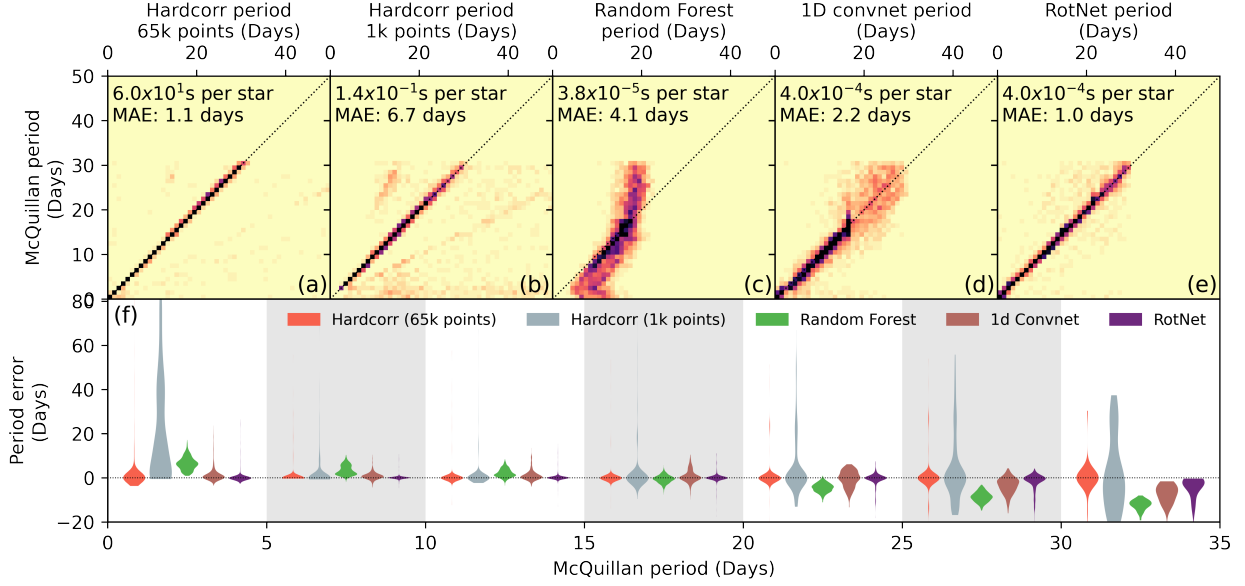 Hardcorr period
65k points (Days)
Hardcorr period
1k points (Days)
Random Forest
period (Days)
1D convnet period
(Days)
RotNet period
(Days)
0 20 40
0 20 40
0 20 40
0 20 40
0 20 40
McQuillan period
(Days)
50
40
30
20
10
0
6.0x10¹s per star
MAE: 1.1 days
(a)
1.4x10⁻¹s per star
MAE: 6.7 days
(b)
3.8x10⁻⁵s per star
MAE: 4.1 days
(c)
4.0x10⁻⁴s per star
MAE: 2.2 days
(d)
4.0x10⁻⁴s per star
MAE: 1.0 days
(e)
(f)
Hardcorr (65k points)
Hardcorr (1k points)
Random Forest
1d Convnet
RotNet
Period error
(Days)
80
60
40
20
0
−20
0 5 10 15 20 25 30 35
McQuillan period (Days)